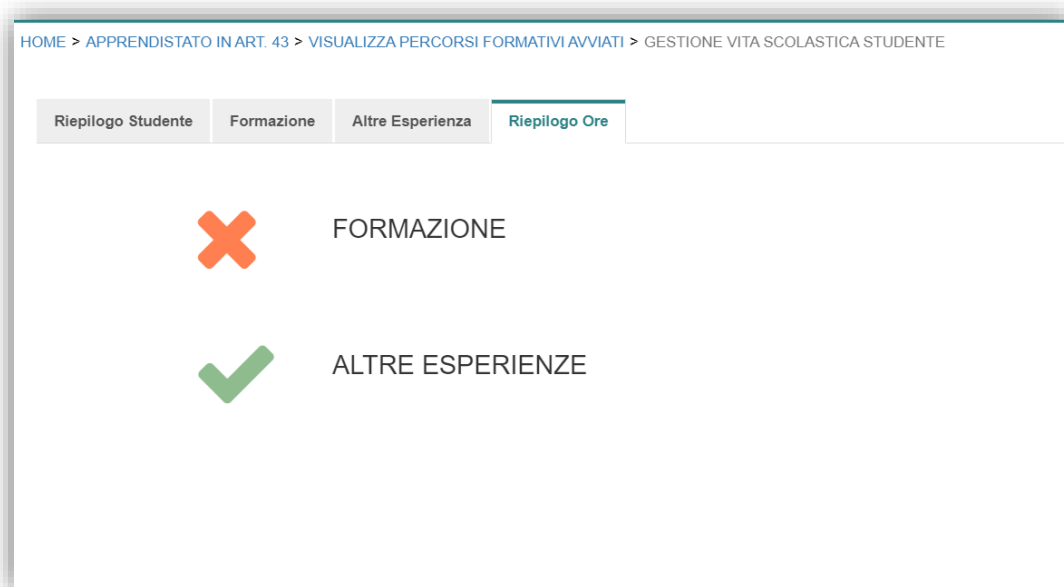 HOME > APPRENDISTATO IN ART. 43 > VISUALIZZA PERCORSI FORMATIVI AVVIATI > GESTIONE VITA SCOLASTICA STUDENTE
Riepilogo Studente Formazione Altre Esperienza Riepilogo Ore
FORMAZIONE
ALTRE ESPERIENZE